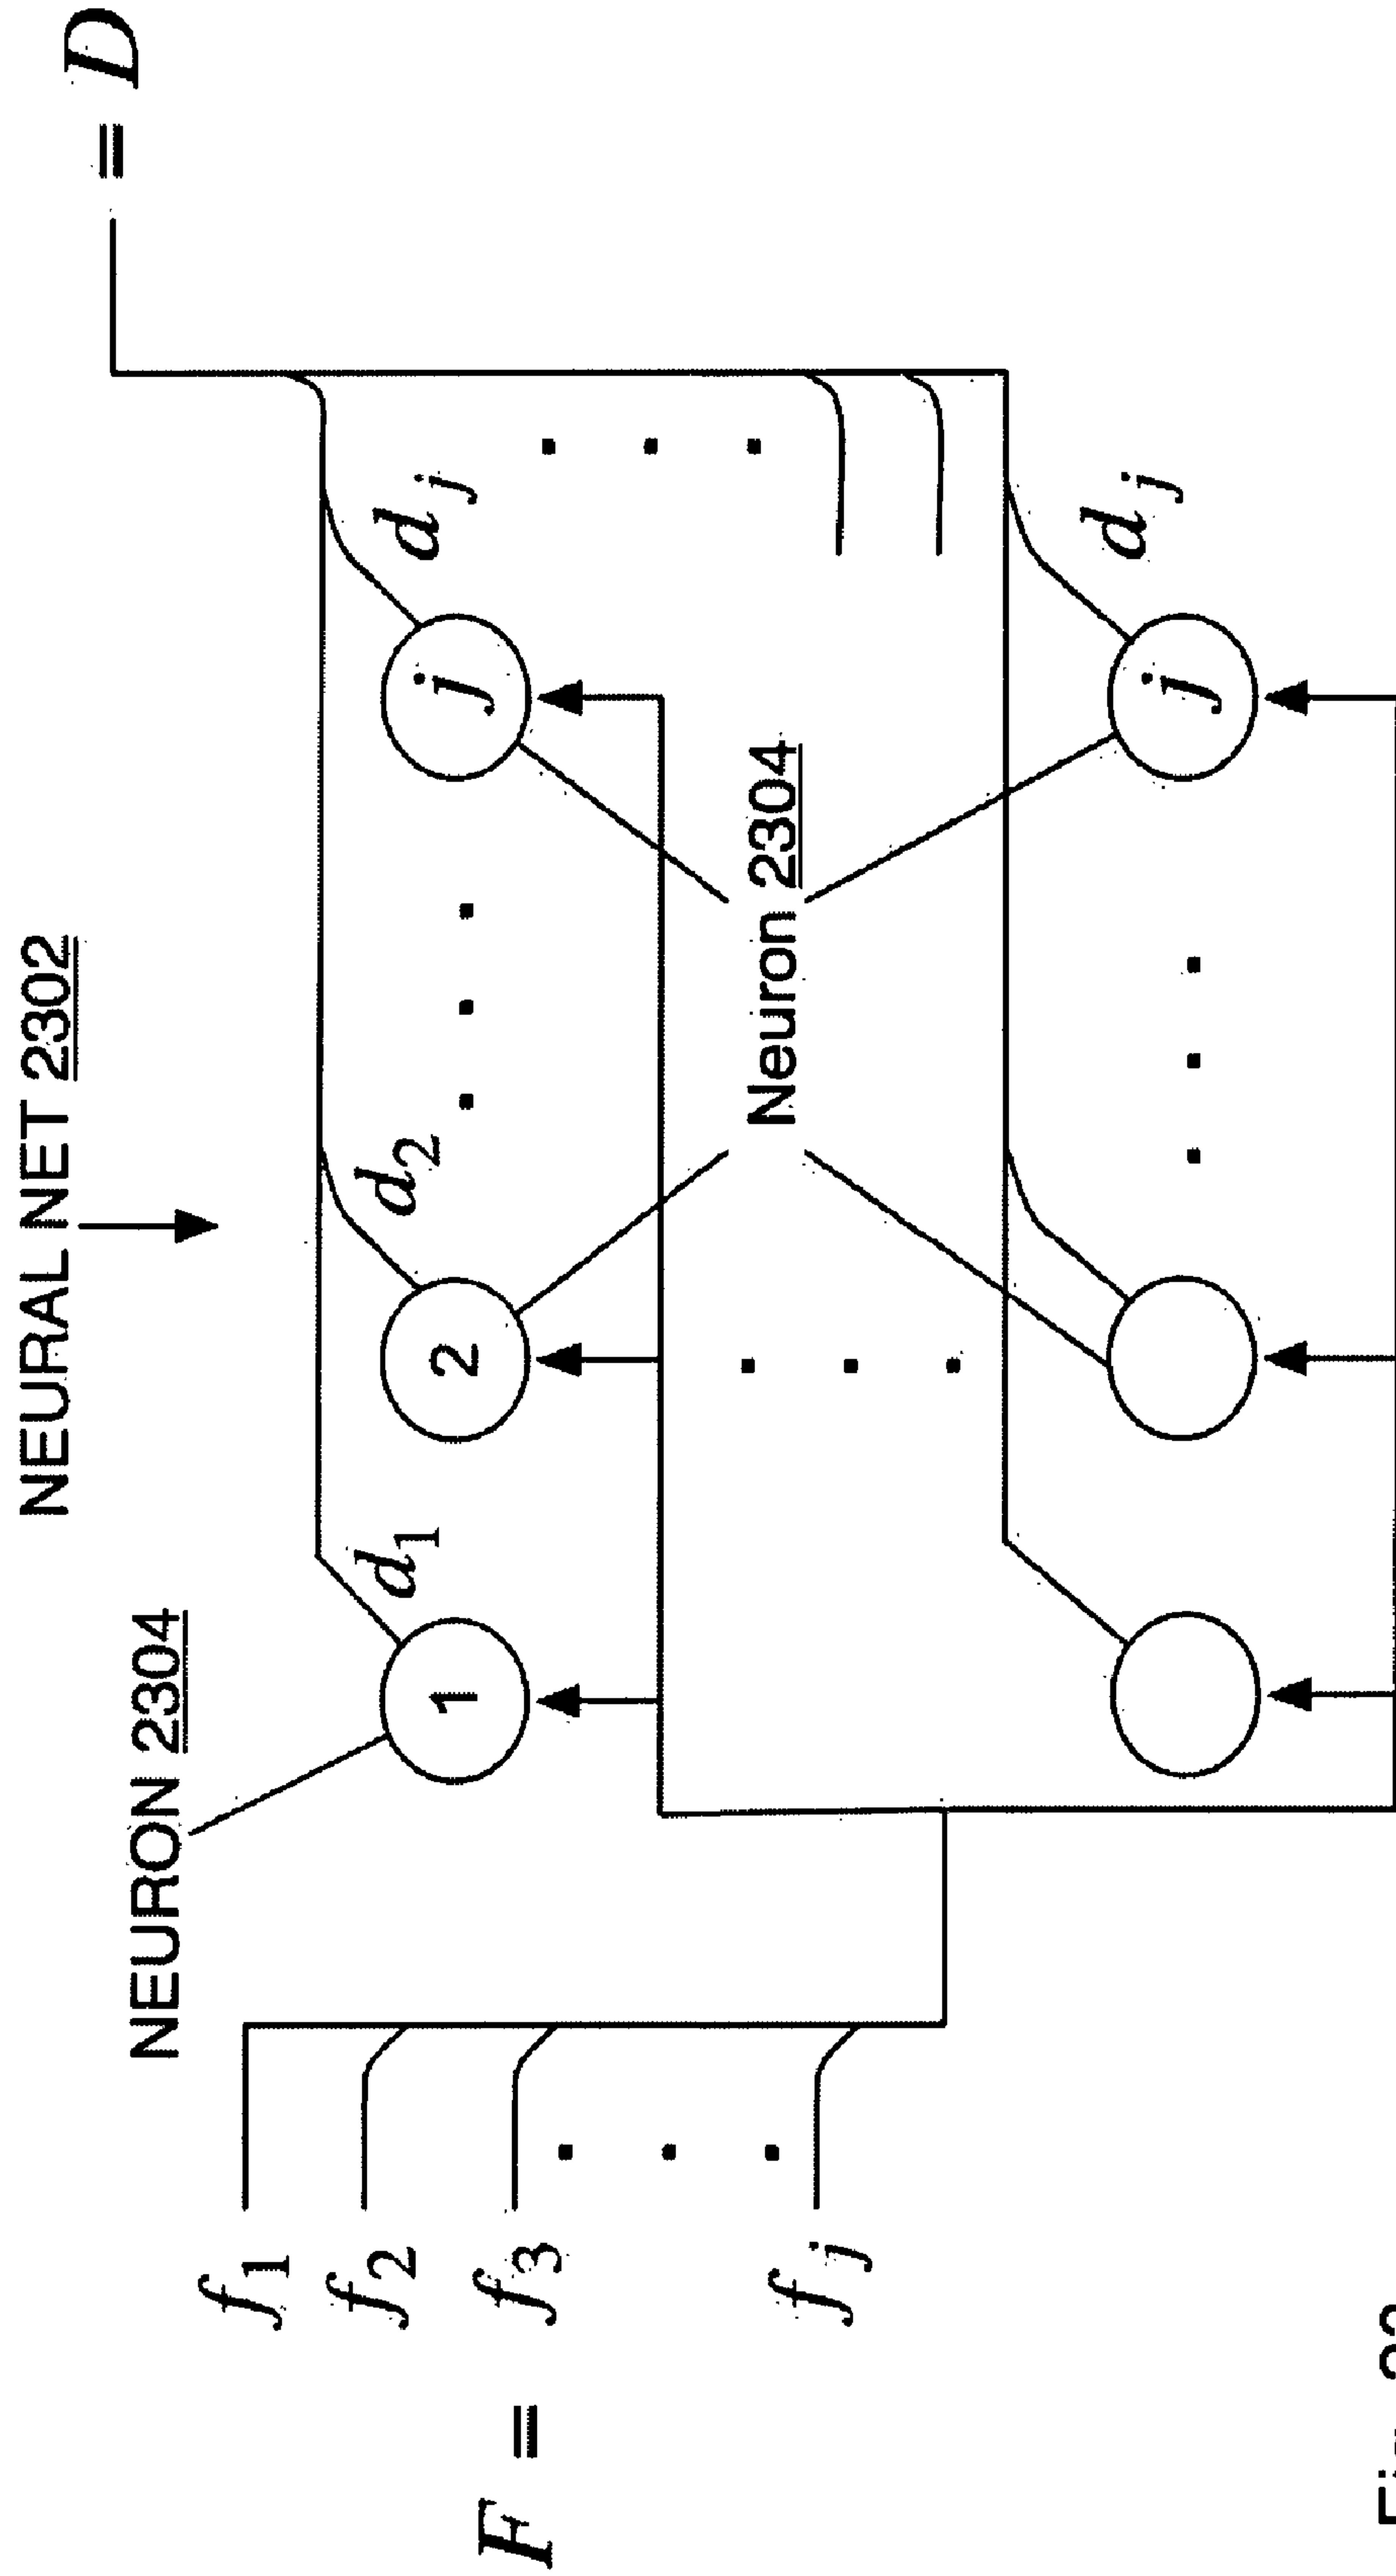 NEURAL NET 2302
= D
NEURON 2304
d1
d2
dj
1
2
j
f1
f2
F = f3
fj
Neuron 2304
dj
j